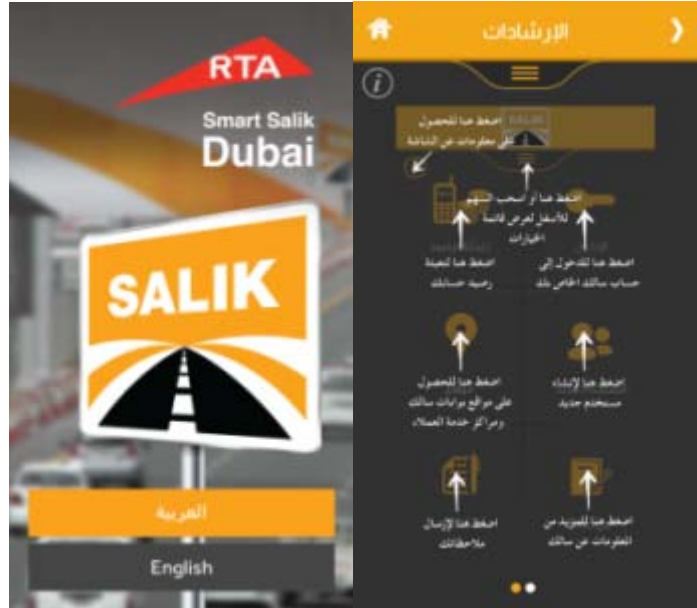 RTA
Smart Salik
Dubai
SALIK
العربية
English
الإرشادات
SALIK
اضغط هنا للحصول
على معلومات عن الشاشة
اضغط هنا أو اسحب السهم
للأسفل لعرض قائمة
الخيارات
اضغط هنا لتعبئة
رصيد حسابك
اضغط هنا للدخول إلى
حساب سالك الخاص بك
اضغط هنا للحصول
على مواقع بوابات سالك
ومراكز خدمة العملاء
اضغط هنا لإنشاء
مستخدم جديد
اضغط هنا لإرسال
ملاحظاتك
اضغط هنا للمزيد من
المعلومات عن سالك